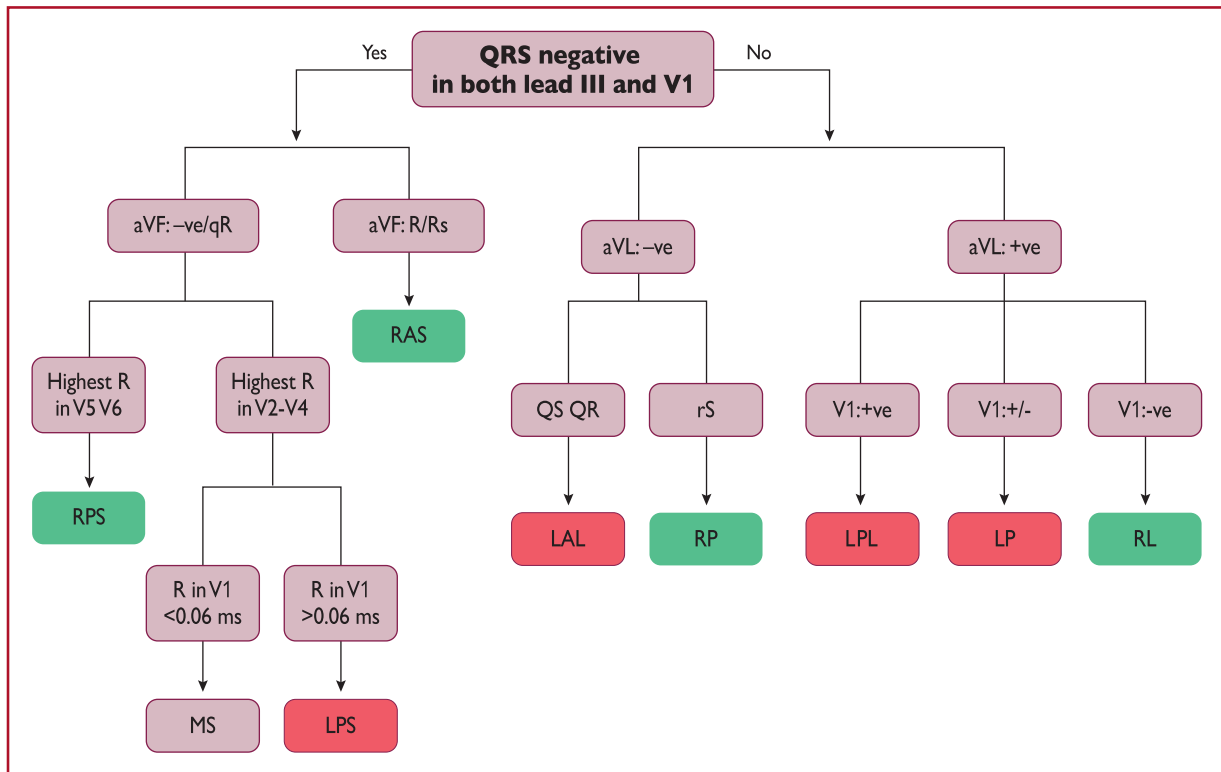 Yes
QRS negative
in both lead III and V1
No
aVF: –ve/qR
aVF: R/Rs
aVL: –ve
aVL: +ve
RAS
Highest R
in V5 V6
Highest R
in V2-V4
QS QR
rS
V1:+ve
V1:+/-
V1:-ve
RPS
LAL
RP
LPL
LP
RL
R in V1
<0.06 ms
R in V1
>0.06 ms
MS
LPS